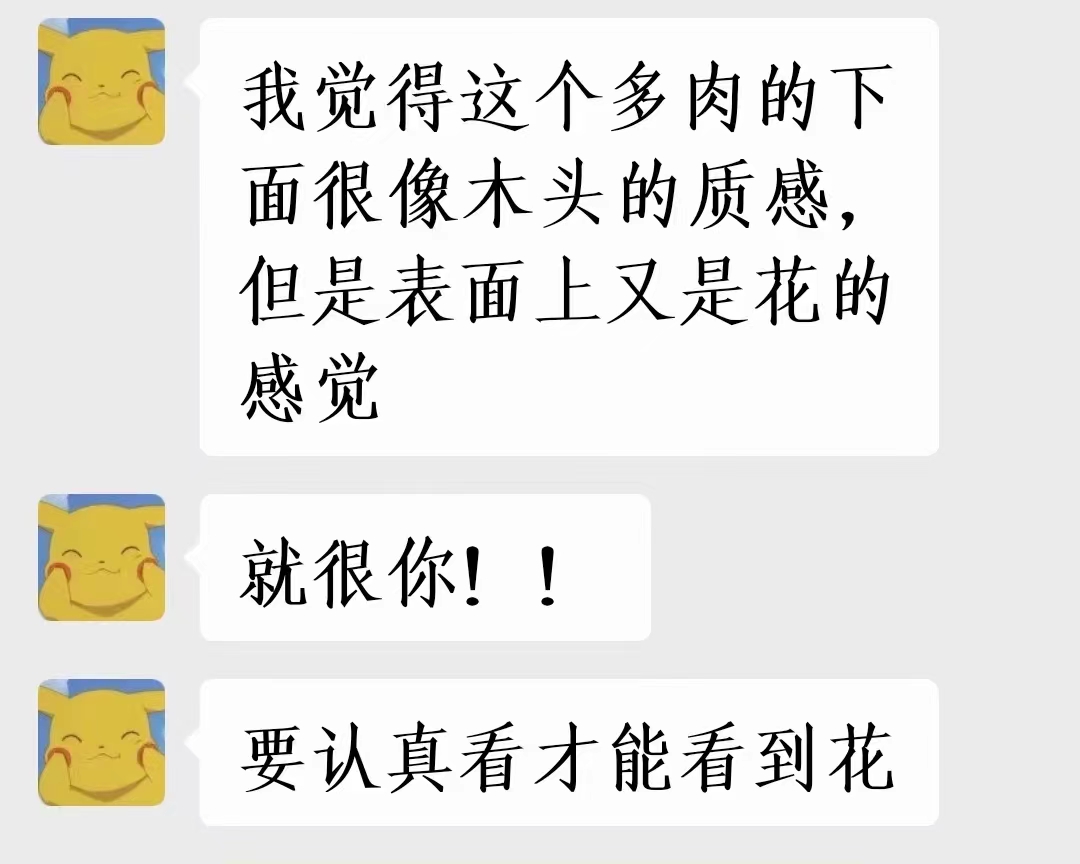 我觉得这个多肉的下
面很像木头的质感，
但是表面上又是花的
感觉
就很你！！
要认真看才能看到花